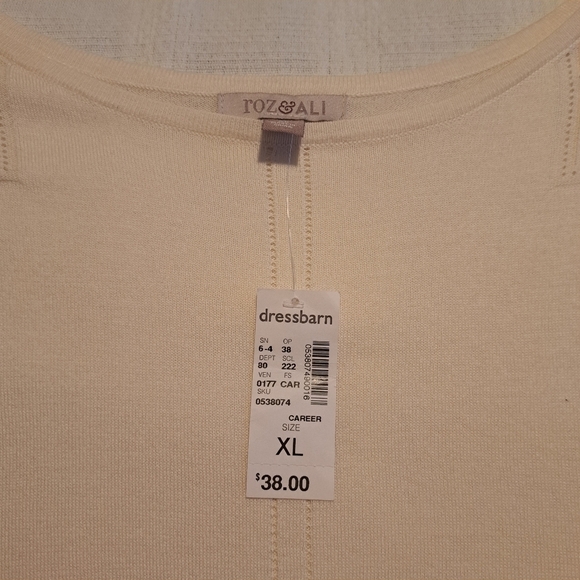 roz&ALI
dressbarn
SN OP
6-4 38
DEPT SCL
80 222
VEN FS
0177 CAR
SKU
0538074
053807490016
CAREER
SIZE
XL
$38.00